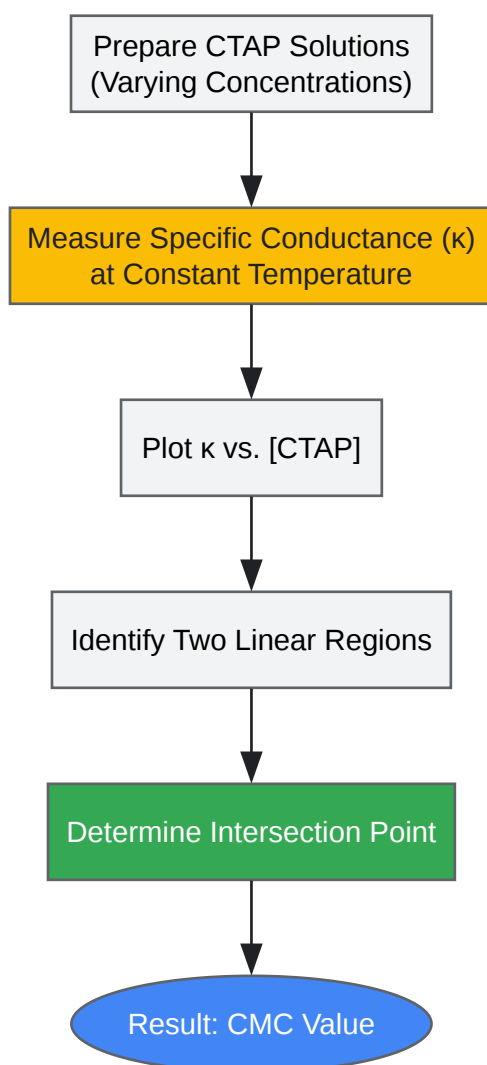 Prepare CTAP Solutions
(Varying Concentrations)
Measure Specific Conductance (κ)
at Constant Temperature
Plot κ vs. [CTAP]
Identify Two Linear Regions
Determine Intersection Point
Result: CMC Value